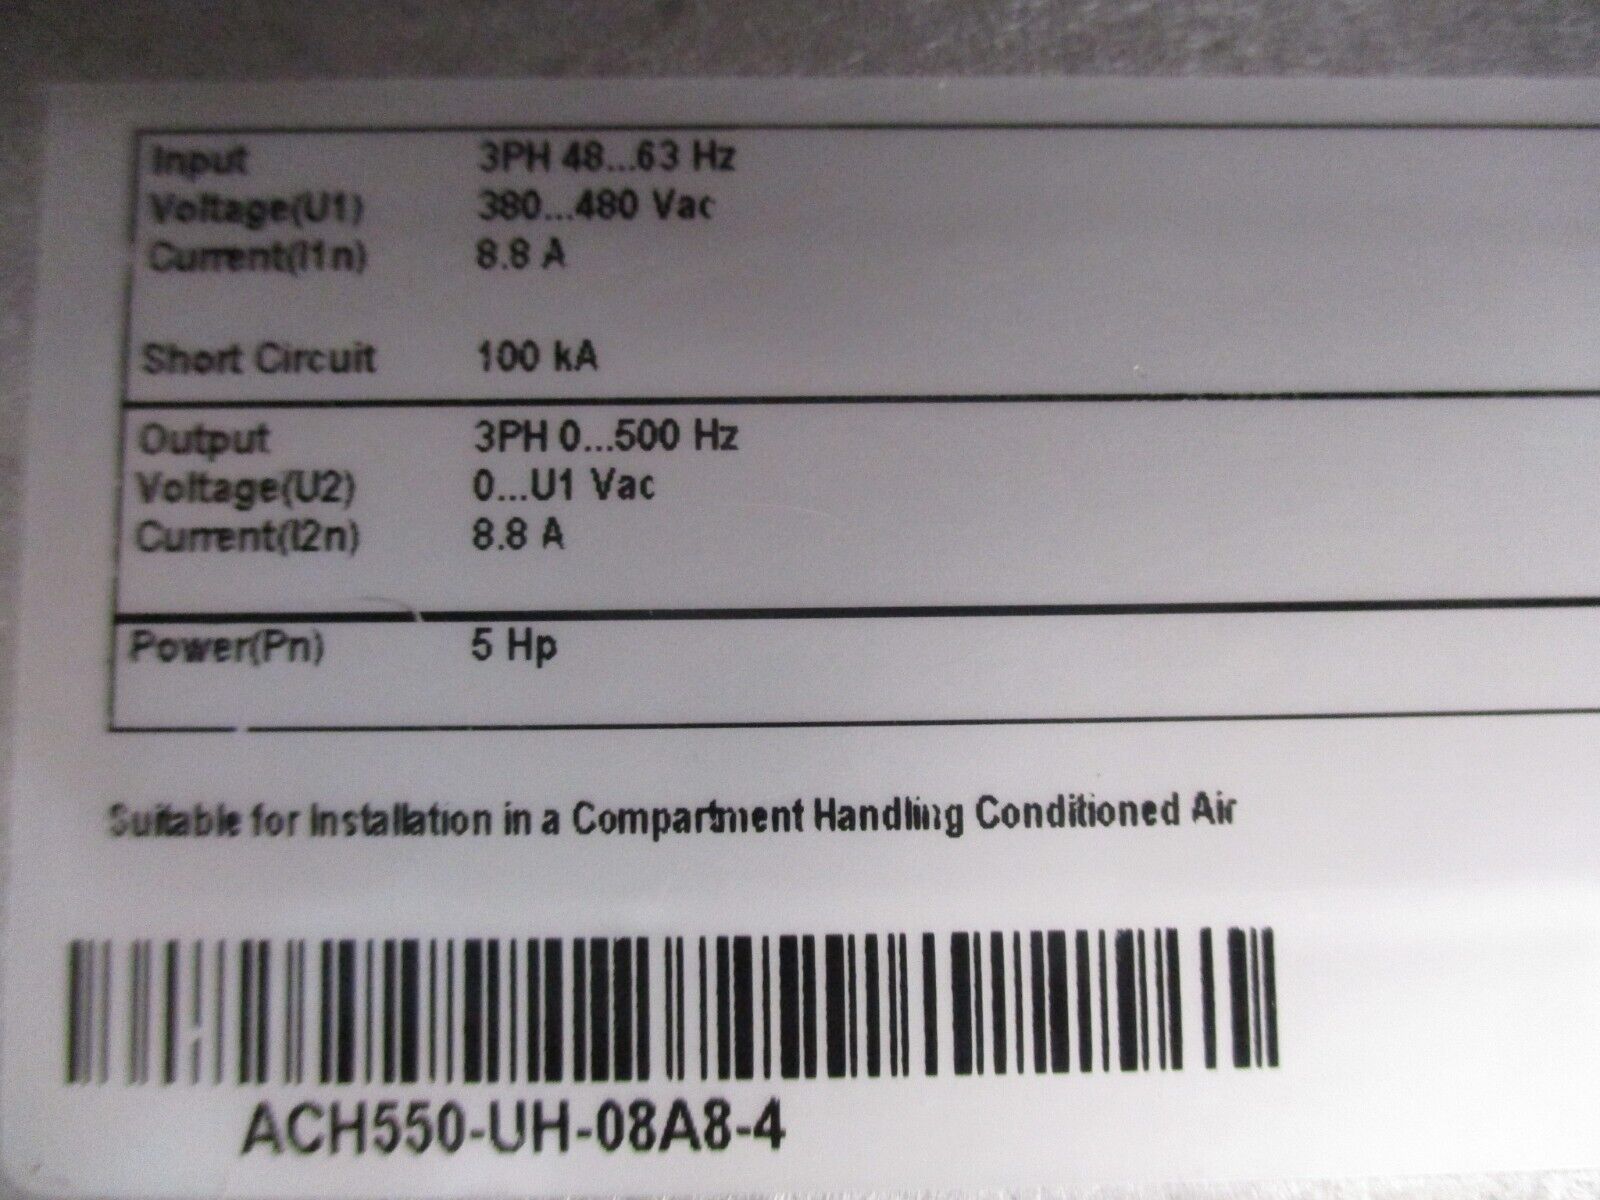 Input 3PH 48...63 Hz
Voltage(U1) 380...480 Vac
Current(I1n) 8.8 A
Short Circuit 100 kA
Output 3PH 0...500 Hz
Voltage(U2) 0...U1 Vac
Current(I2n) 8.8 A
Power(Pn) 5 Hp
Suitable for Installation in a Compartment Handling Conditioned Air
ACH550-UH-08A8-4